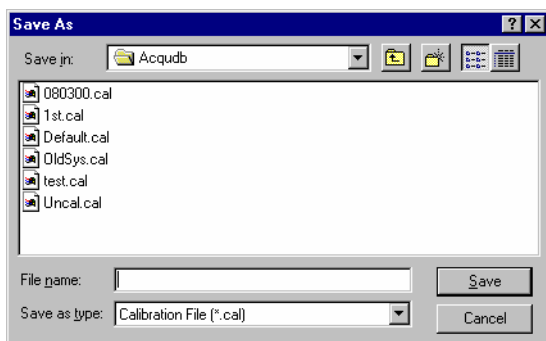 Save As
Save in: Acqudb
080300.cal
1st.cal
Default.cal
OldSys.cal
test.cal
Uncal.cal
File name: Save
Save as type: Calibration File (*.cal) Cancel